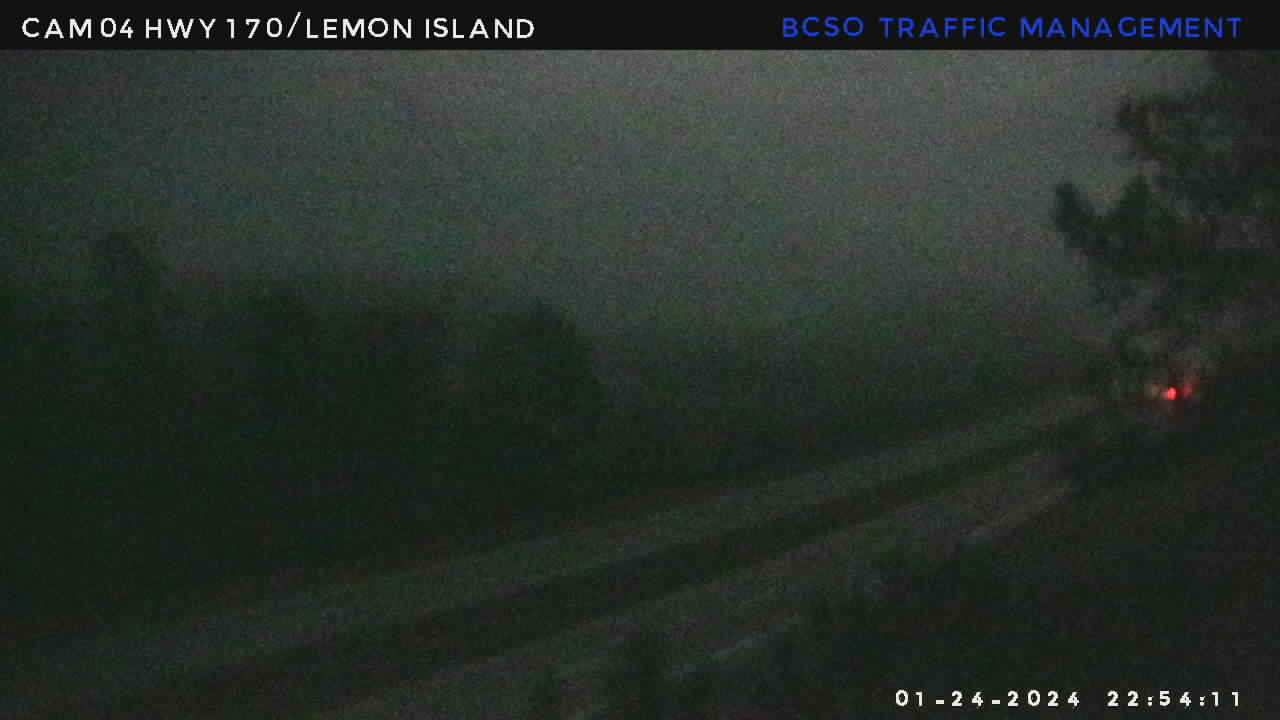 CAM04 HWY 170/LEMON ISLAND
BCSO TRAFFIC MANAGEMENT
01-24-2024 22:54:11